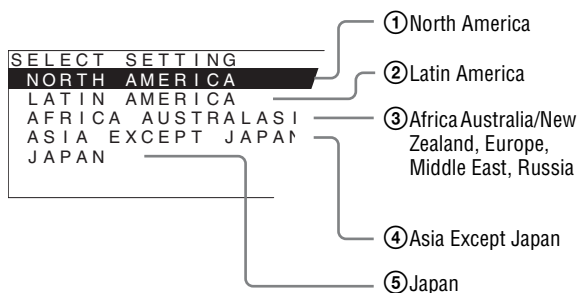 SELECT SETTING
NORTH AMERICA
LATIN AMERICA
AFRICA AUSTRALASI
ASIA EXCEPT JAPAN
JAPAN
①North America
②Latin America
③Africa Australia/New
Zealand, Europe,
Middle East, Russia
④Asia Except Japan
⑤Japan